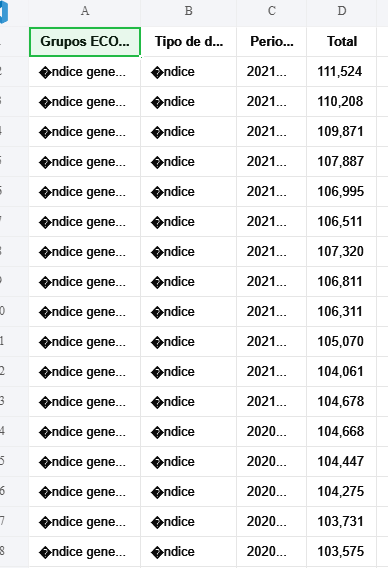 A B C D
Grupos ECO... Tipo de d... Perio... Total
2 �ndice gene... �ndice 2021... 111,524
3 �ndice gene... �ndice 2021... 110,208
4 �ndice gene... �ndice 2021... 109,871
5 �ndice gene... �ndice 2021... 107,887
6 �ndice gene... �ndice 2021... 106,995
7 �ndice gene... �ndice 2021... 106,511
8 �ndice gene... �ndice 2021... 107,320
9 �ndice gene... �ndice 2021... 106,811
0 �ndice gene... �ndice 2021... 106,311
1 �ndice gene... �ndice 2021... 105,070
2 �ndice gene... �ndice 2021... 104,061
3 �ndice gene... �ndice 2021... 104,678
4 �ndice gene... �ndice 2020... 104,668
5 �ndice gene... �ndice 2020... 104,447
6 �ndice gene... �ndice 2020... 104,275
7 �ndice gene... �ndice 2020... 103,731
8 �ndice gene... �ndice 2020... 103,575